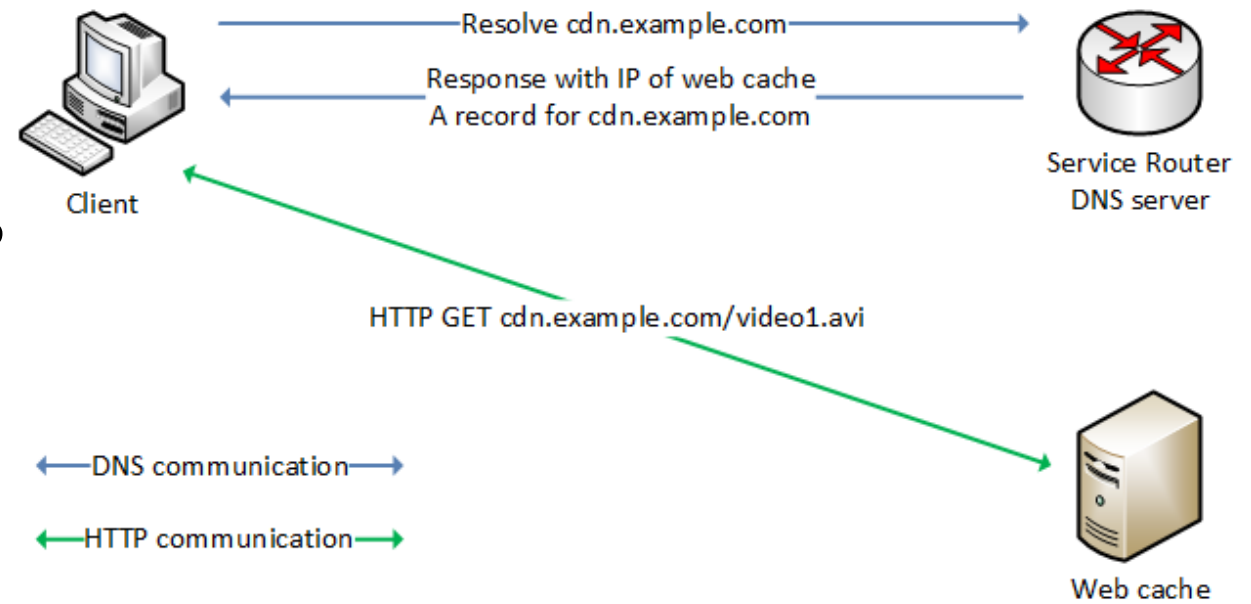 Resolve cdn.example.com
Response with IP of web cache
A record for cdn.example.com
Service Router
DNS server
Client
HTTP GET cdn.example.com/video1.avi
DNS communication
HTTP communication
Web cache